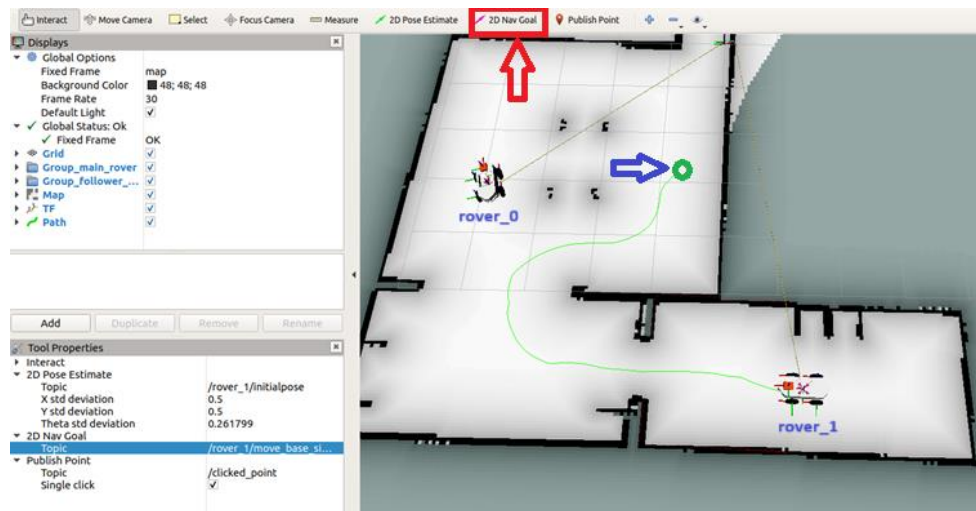 Interact Move Camera Select Focus Camera Measure 2D Pose Estimate 2D Nav Goal Publish Point
Displays
Global Options
Fixed Frame map
Background Color 48; 48; 48
Frame Rate 30
Default Light
Global Status: Ok
Fixed Frame OK
Grid
Group_main_rover
Group_follower_...
Map
TF
Path
Add Duplicate Remove Rename
Tool Properties
Interact
2D Pose Estimate
Topic /rover_1/initialpose
X std deviation 0.5
Y std deviation 0.5
Theta std deviation 0.261799
2D Nav Goal
Topic /rover_1/move_base_si...
Publish Point
Topic /clicked_point
Single click
rover_0
rover_1